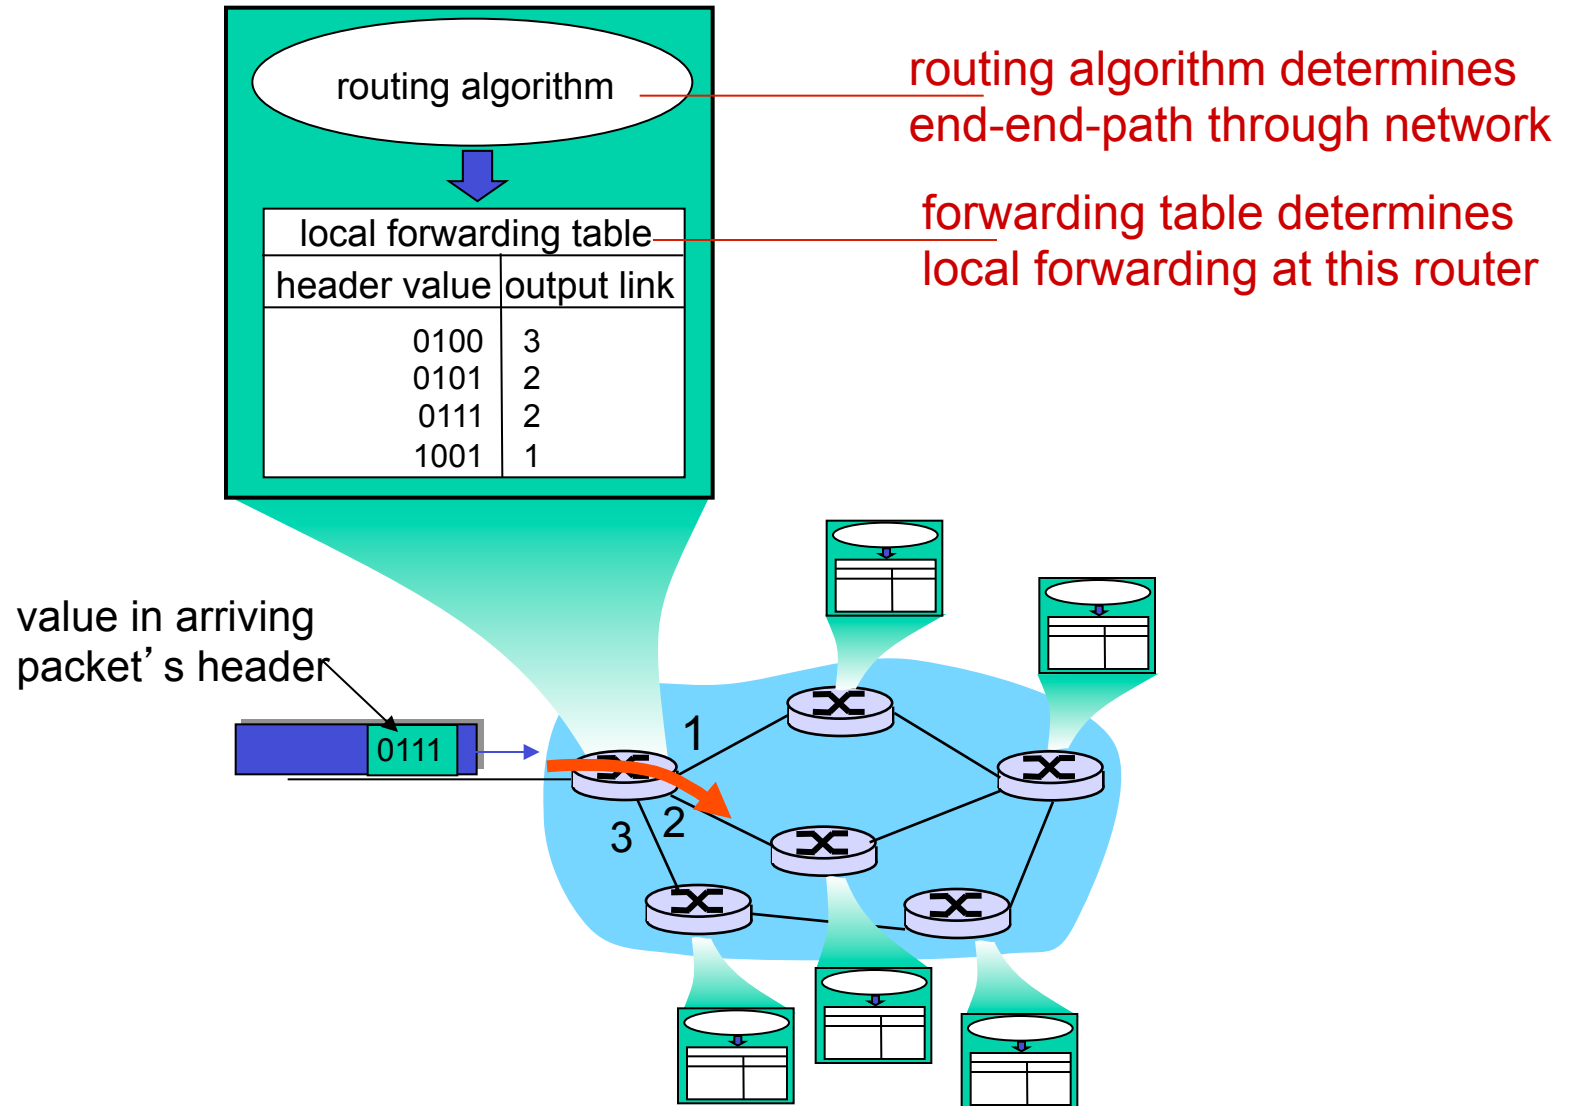 routing algorithm
routing algorithm determines
end-end-path through network
local forwarding table
forwarding table determines
local forwarding at this router
header value output link
0100 3
0101 2
0111 2
1001 1
value in arriving
packet’s header
0111
1
2
3